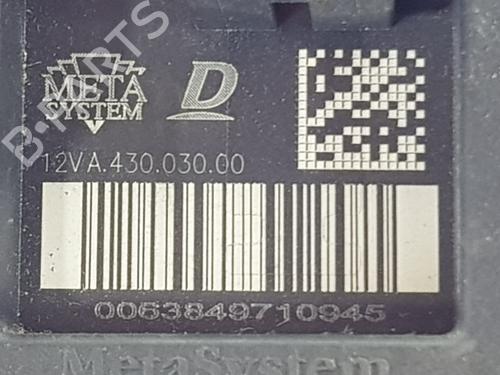 META
SYSTEM
D
12VA.430.030.00
0063849710945
MetaSystem
B-PARTS